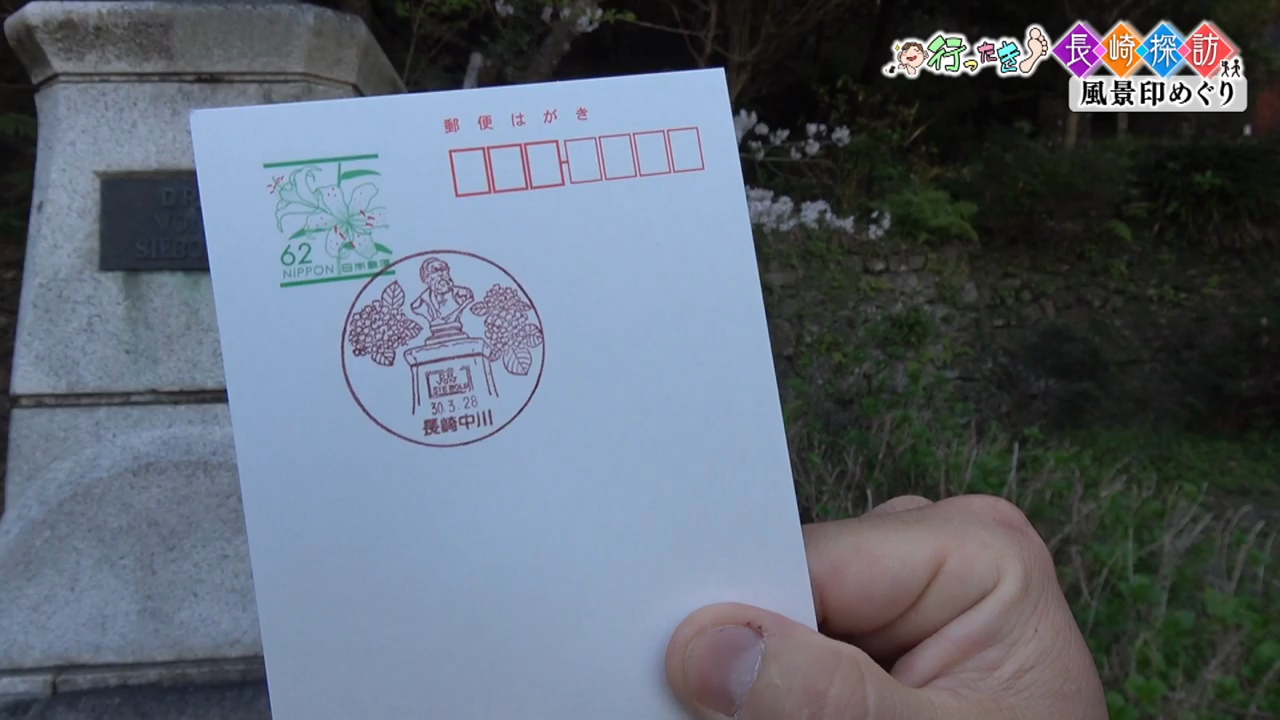 行ったき 長崎探訪
風景印めぐり
郵便はがき
62
NIPPON 日本郵便
DR
VON
SIEBO
SIEBOLD
30.3.28
長崎中川